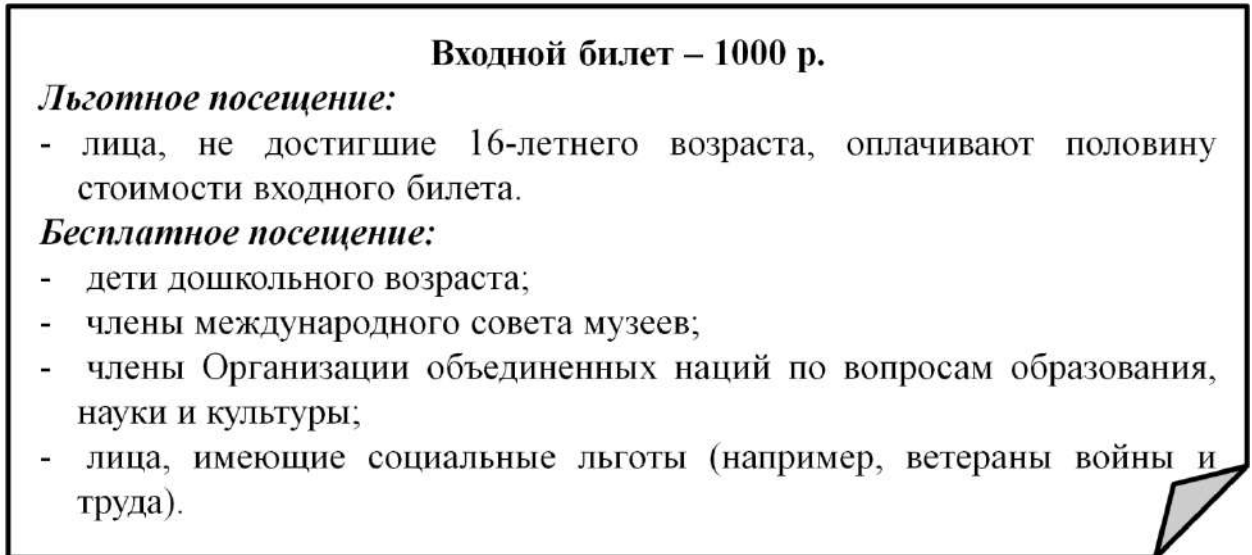 Входной билет – 1000 р.
Льготное посещение:
- лица, не достигшие 16-летнего возраста, оплачивают половину
стоимости входного билета.
Бесплатное посещение:
- дети дошкольного возраста;
- члены международного совета музеев;
- члены Организации объединенных наций по вопросам образования,
науки и культуры;
- лица, имеющие социальные льготы (например, ветераны войны и
труда).